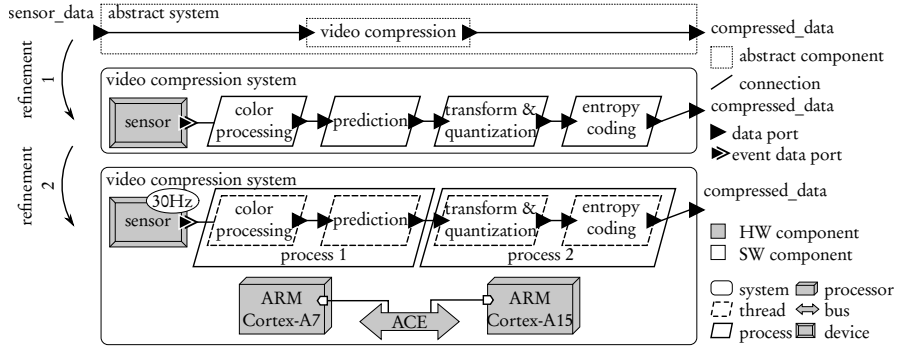 sensor_data
abstract system
video compression
compressed_data
abstract component
connection
refinement
1
video compression system
sensor
color
processing
prediction
transform &
quantization
entropy
coding
compressed_data
data port
event data port
refinement
2
video compression system
30Hz
sensor
color
processing
prediction
process 1
transform &
quantization
entropy
coding
process 2
compressed_data
ARM
Cortex-A7
ACE
ARM
Cortex-A15
HW component
SW component
system
processor
thread
bus
process
device